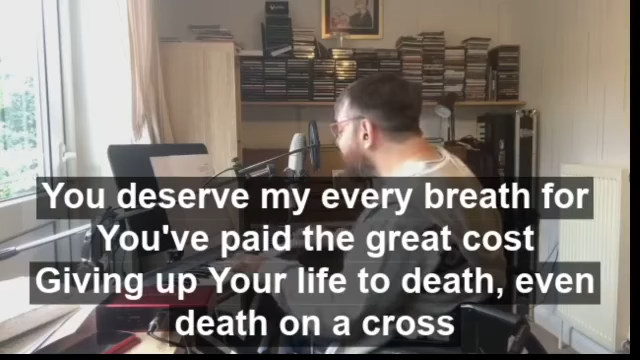 You deserve my every breath for
You've paid the great cost
Giving up Your life to death, even
death on a cross